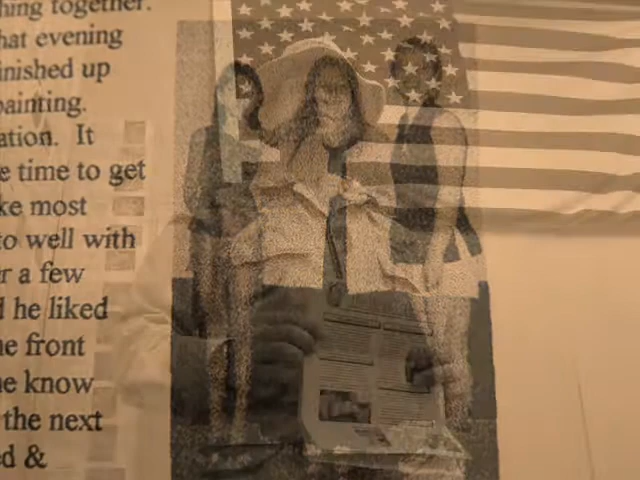 hing together.
hat evening
inished up
painting.
ation. It
e time to get
ke most
to well with
r a few
l he liked
he front
he know
the next
ed &